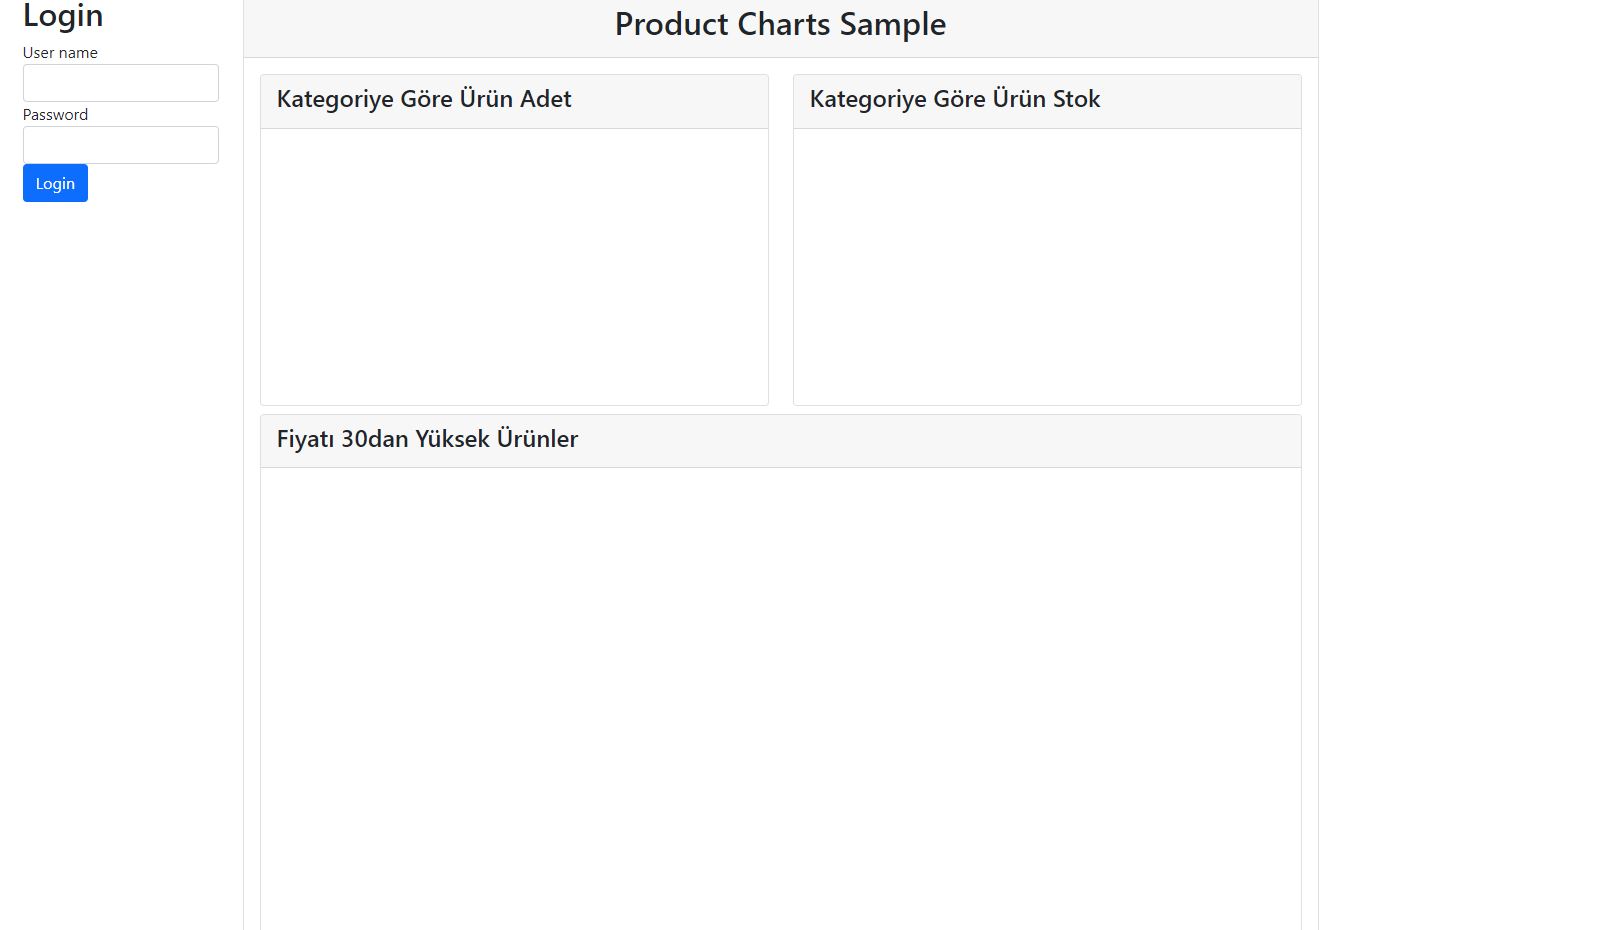 Login
User name
Password
Login
Product Charts Sample
Kategoriye Göre Ürün Adet
Kategoriye Göre Ürün Stok
Fiyatı 30dan Yüksek Ürünler